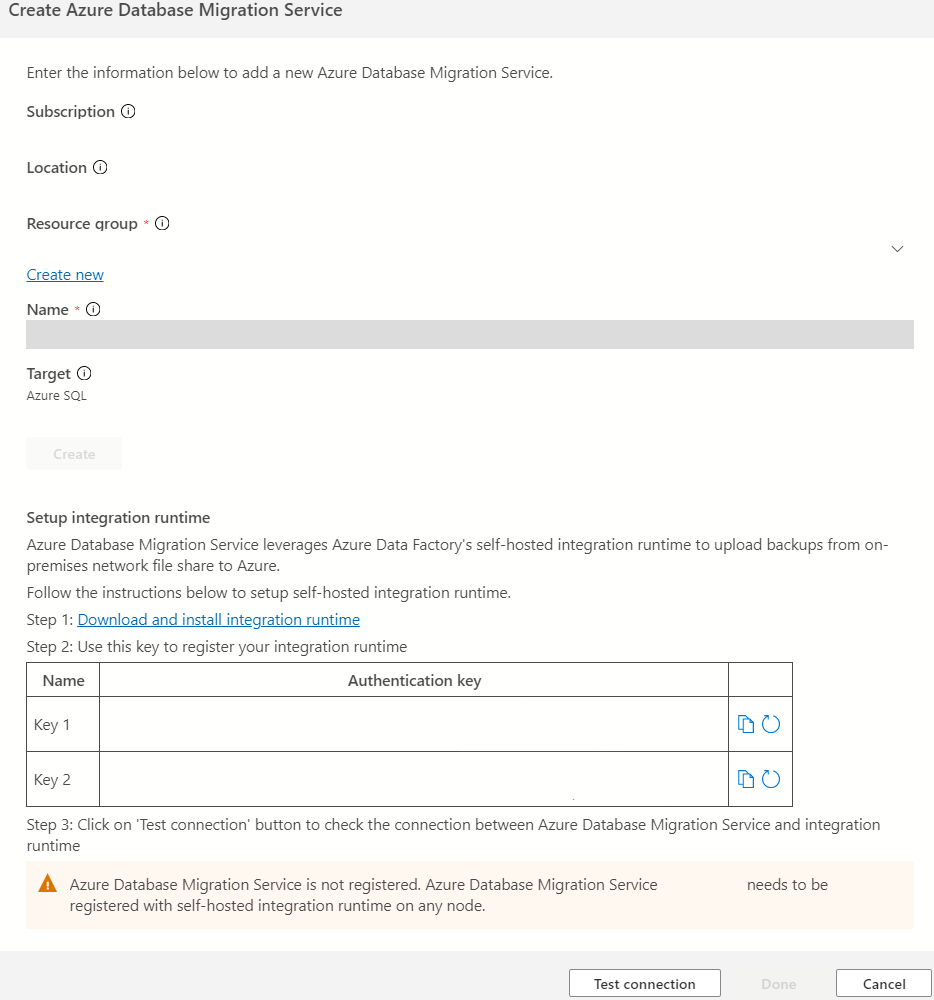 Create Azure Database Migration Service
Enter the information below to add a new Azure Database Migration Service.
Subscription
Location
Resource group *
Create new
Name *
Target
Azure SQL
Create
Setup integration runtime
Azure Database Migration Service leverages Azure Data Factory's self-hosted integration runtime to upload backups from on-
premises network file share to Azure.
Follow the instructions below to setup self-hosted integration runtime.
Step 1: Download and install integration runtime
Step 2: Use this key to register your integration runtime
Name Authentication key
Key 1
Key 2
Step 3: Click on 'Test connection' button to check the connection between Azure Database Migration Service and integration
runtime
Azure Database Migration Service is not registered. Azure Database Migration Service needs to be
registered with self-hosted integration runtime on any node.
Test connection Done Cancel